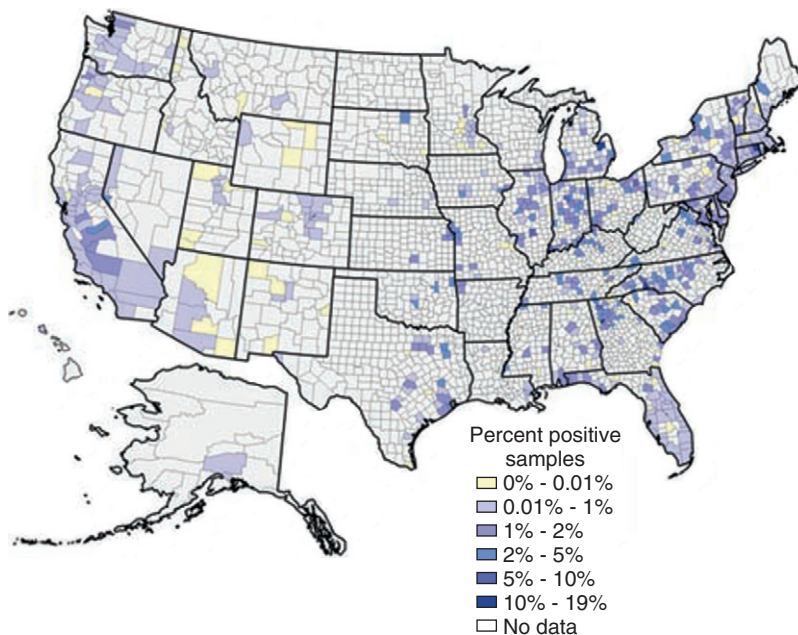 Percent positive
samples
0% - 0.01%
0.01% - 1%
1% - 2%
2% - 5%
5% - 10%
10% - 19%
No data